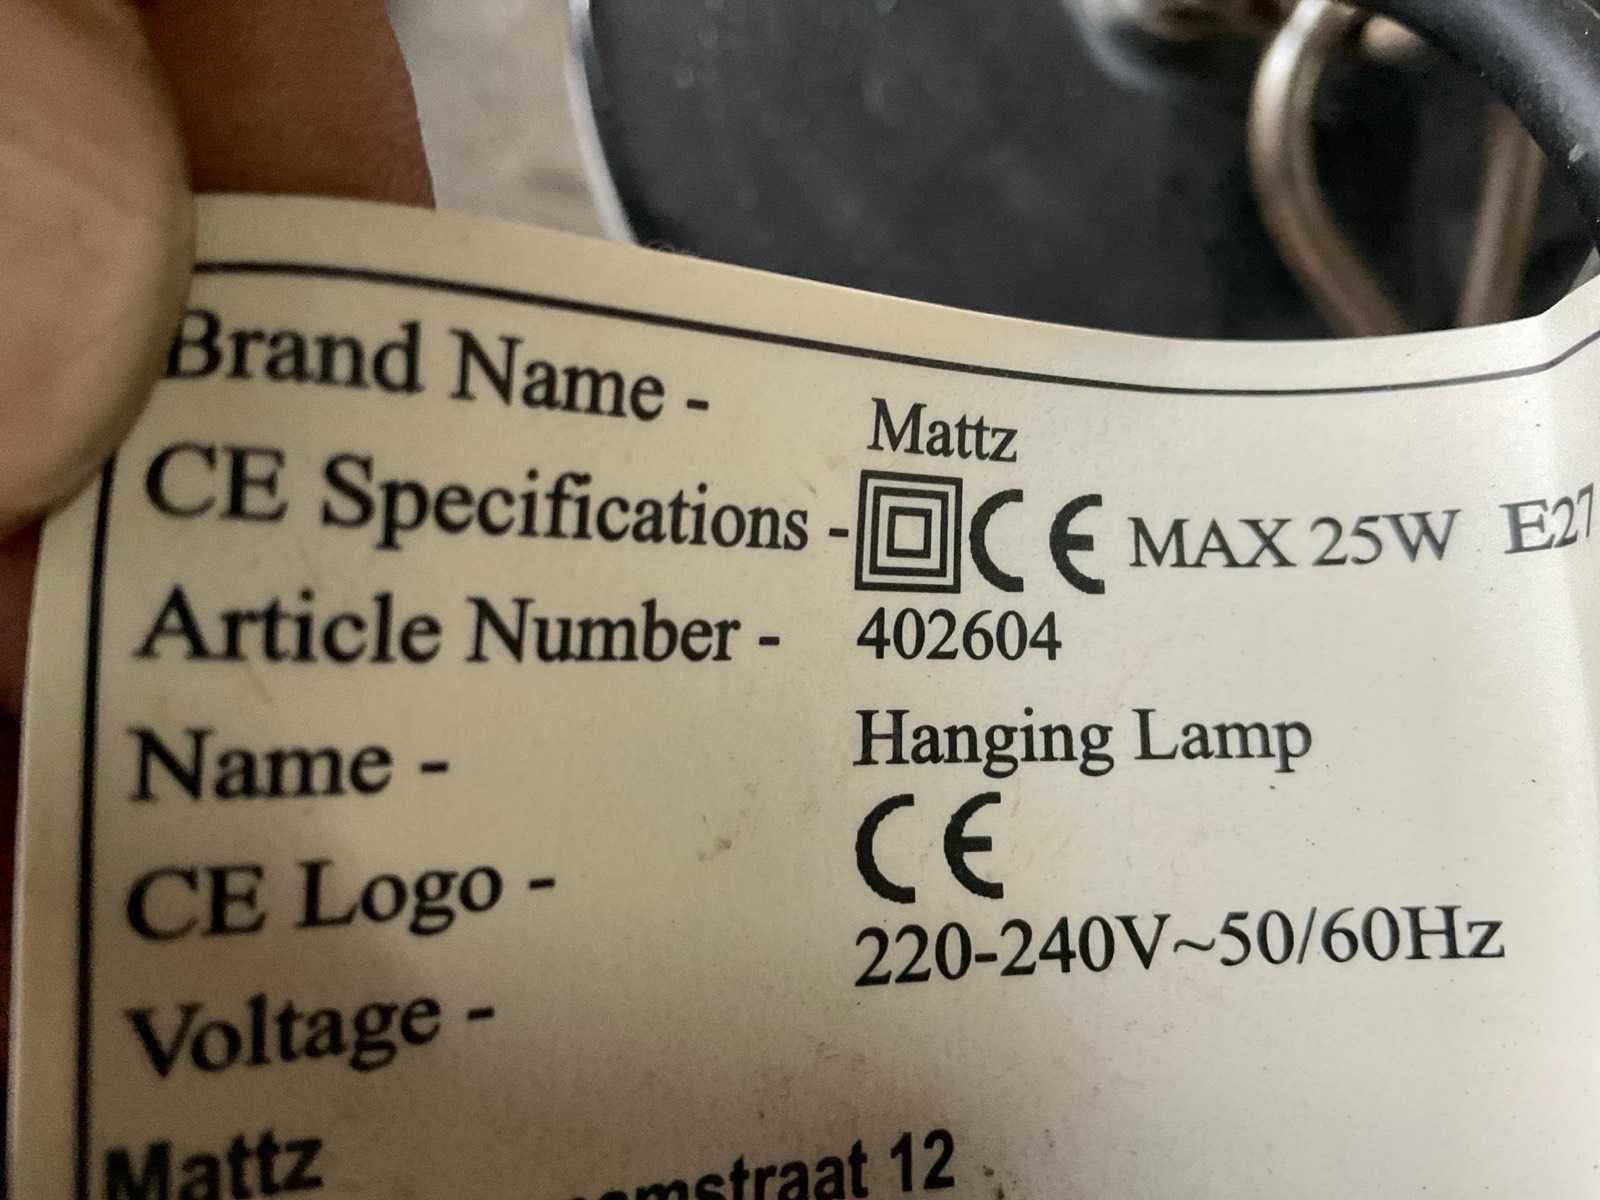 Brand Name - Mattz
CE Specifications - CE MAX 25W E27
Article Number - 402604
Name - Hanging Lamp
CE Logo - CE
Voltage - 220-240V~50/60Hz
Mattz
12